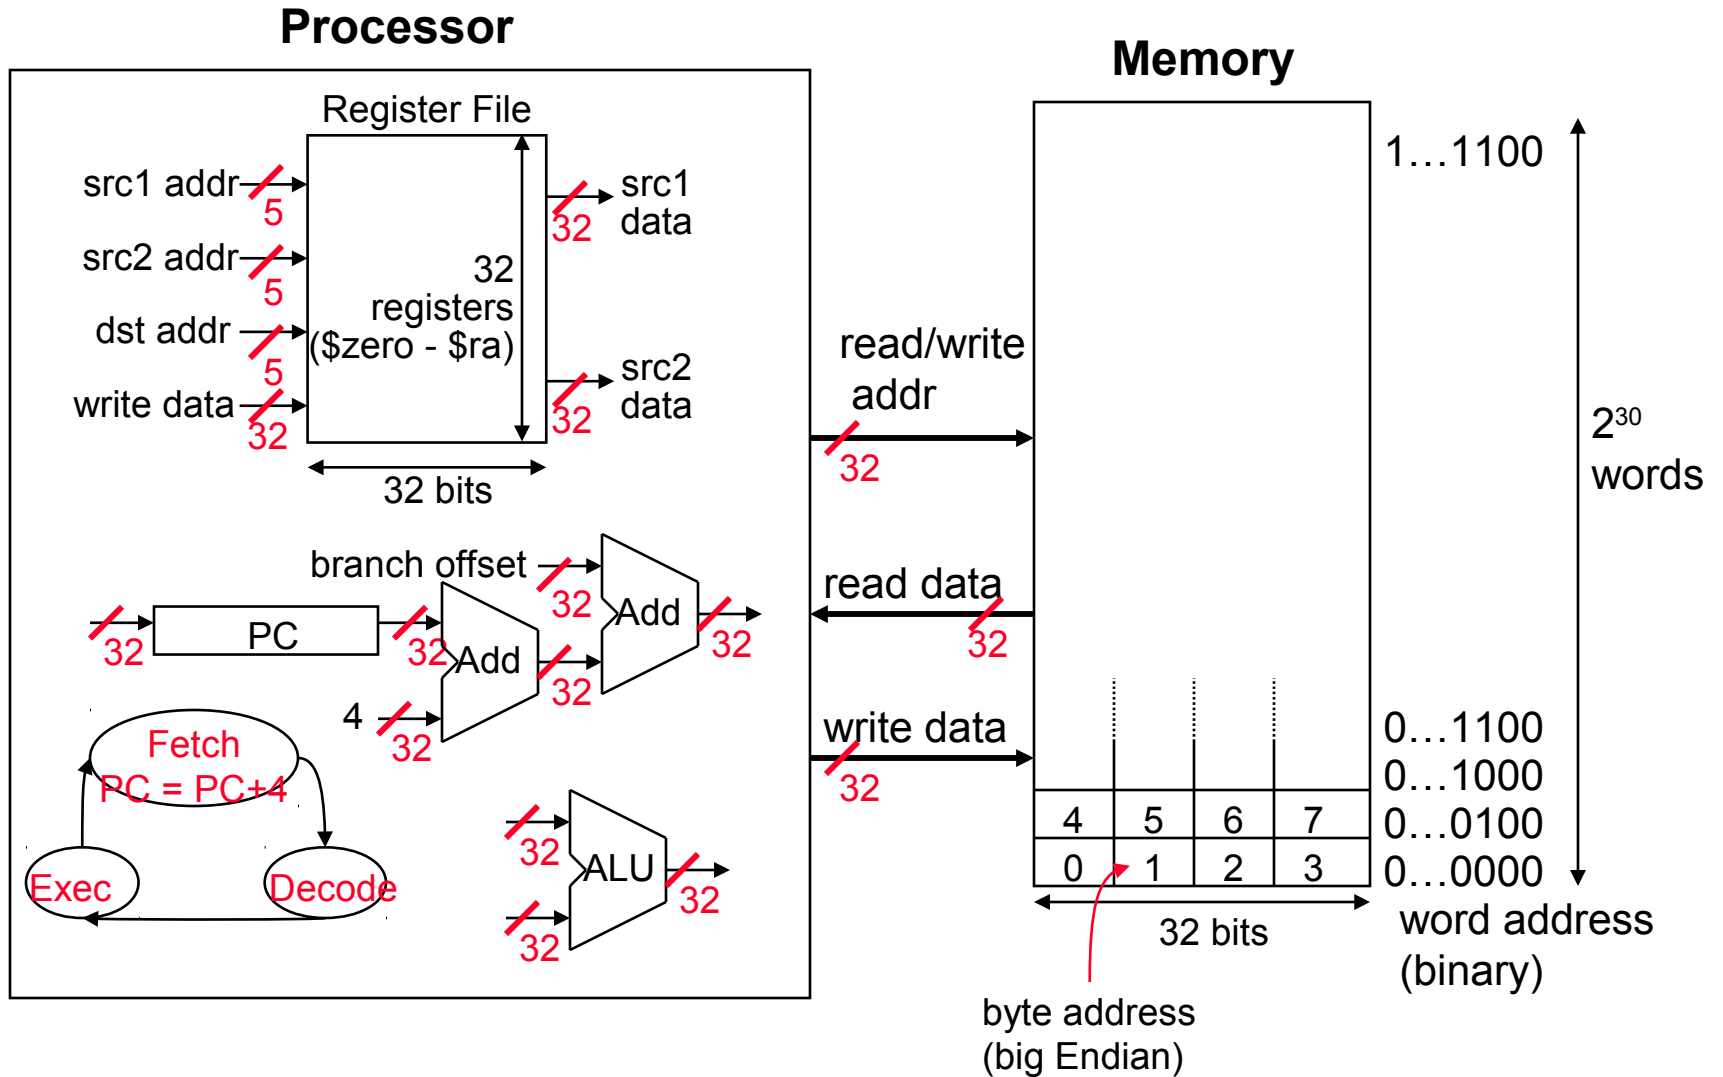 Processor
Memory
Register File
src1 addr
5
src2 addr
5
dst addr
5
write data
32
32
registers
($zero - $ra)
32 bits
src1
data
32
src2
data
32
branch offset
32
Add
32
32
PC
32
Add
32
4
32
Fetch
PC = PC+4
Exec
Decode
32
32
ALU
32
read/write
addr
32
read data
32
write data
32
1…1100
2³⁰
words
0…1100
0…1000
4 5 6 7 0…0100
0 1 2 3 0…0000
32 bits
word address
(binary)
byte address
(big Endian)